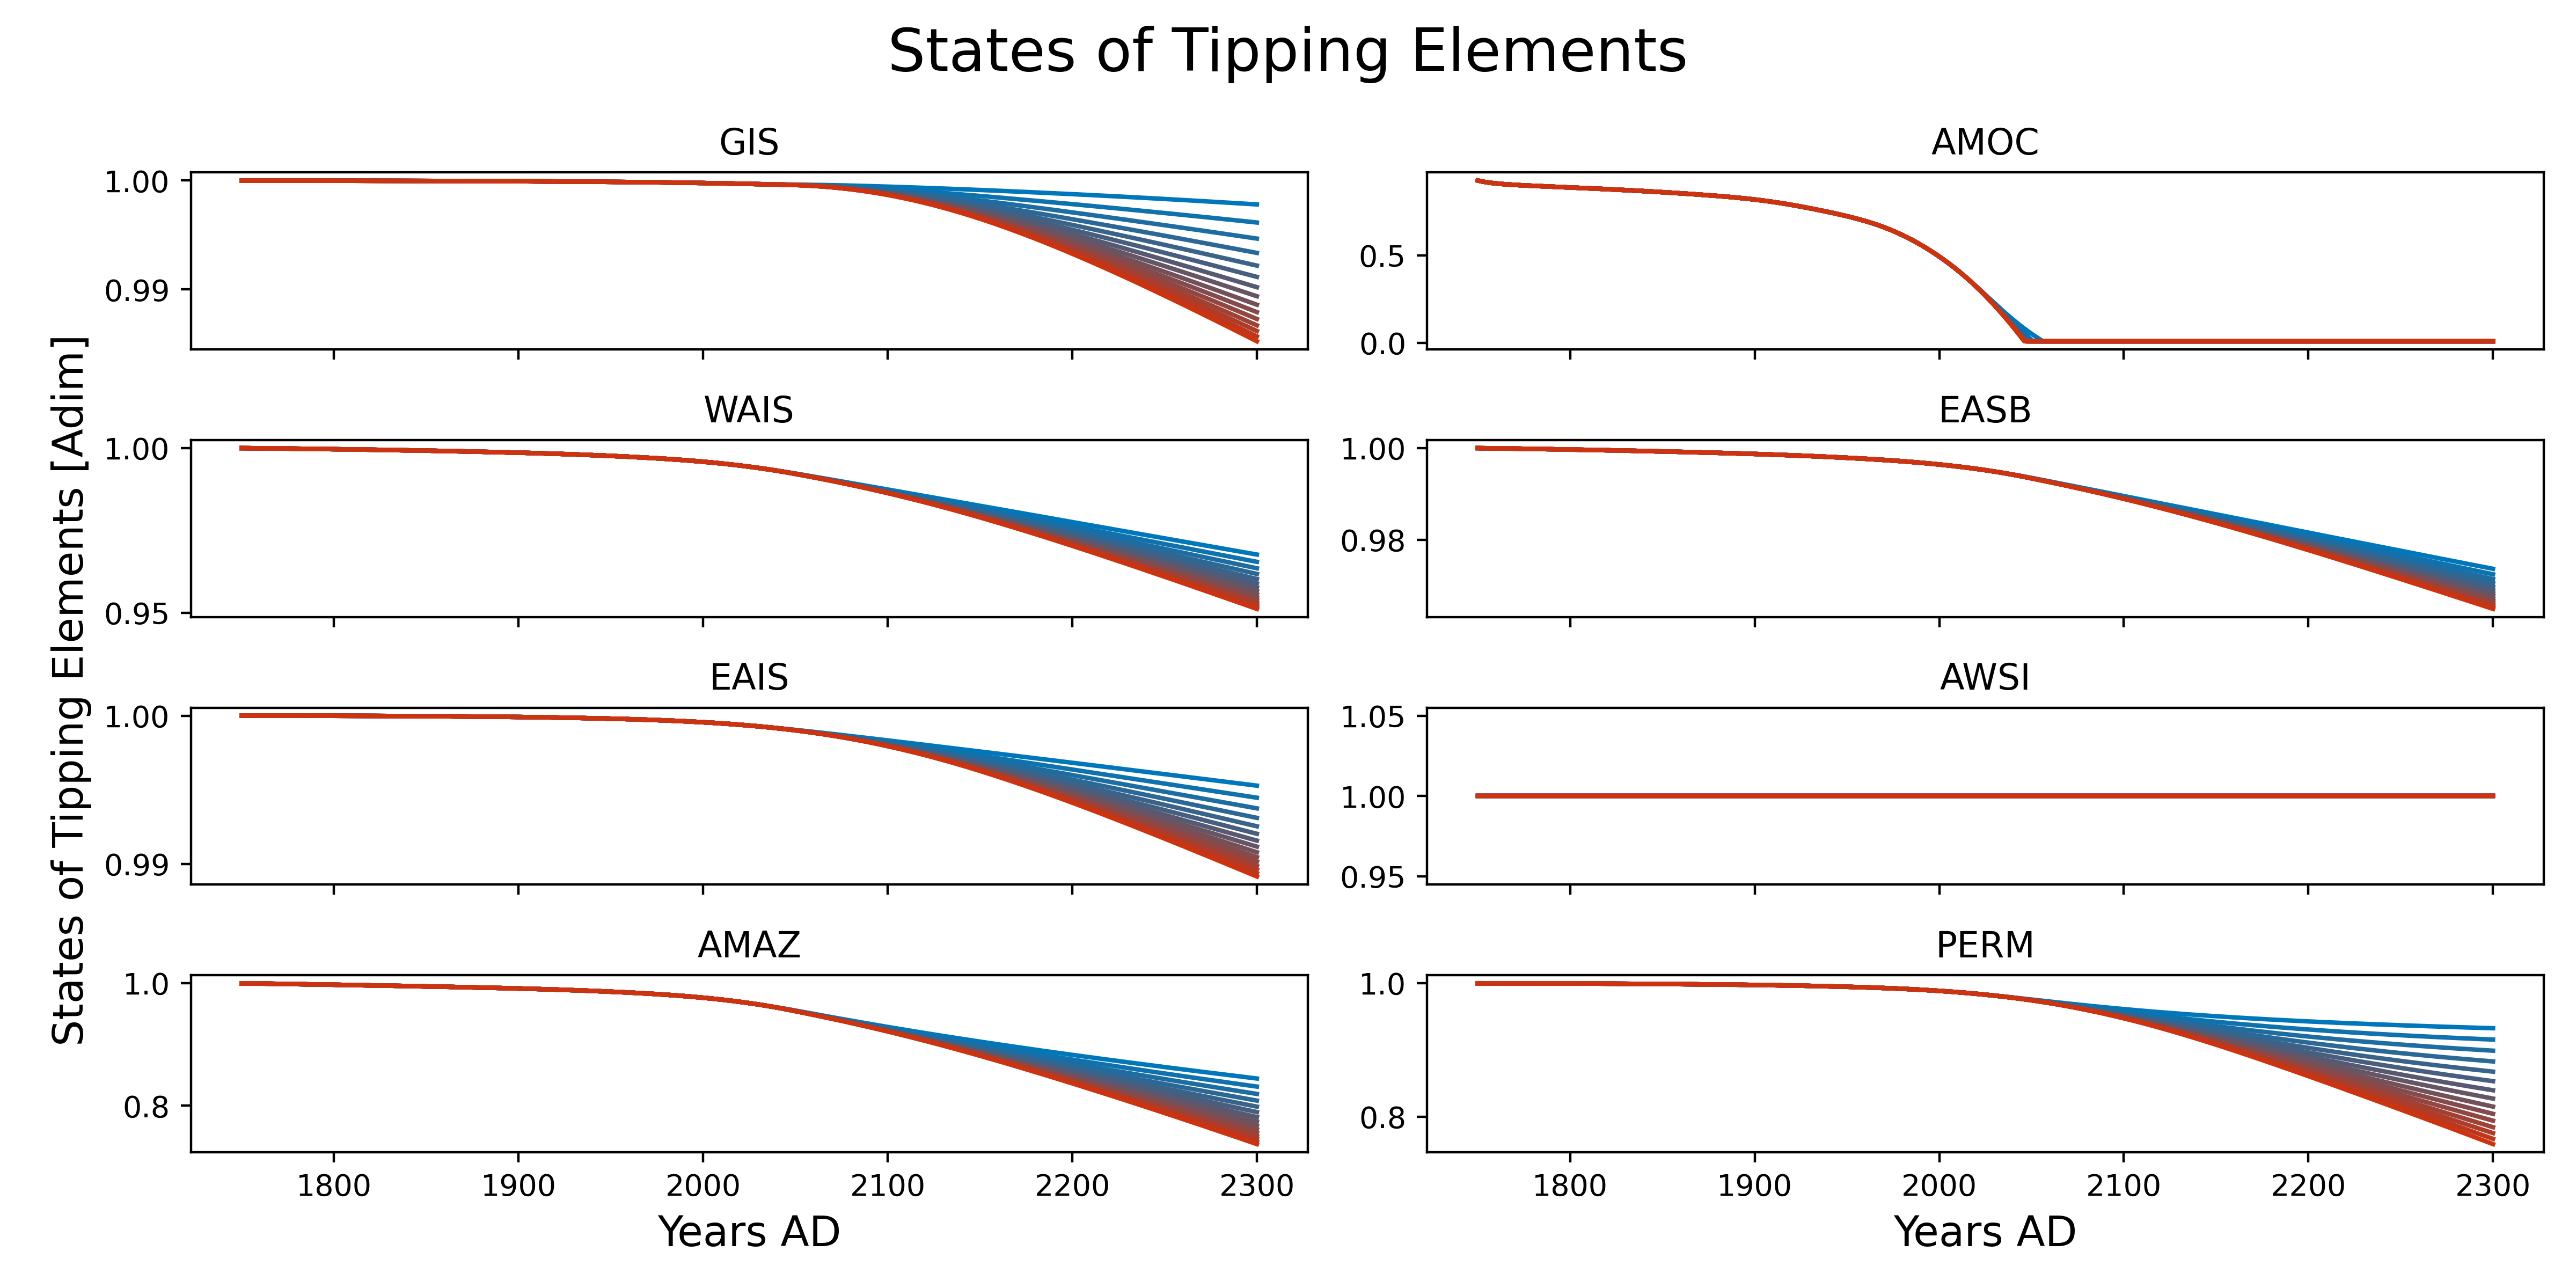 States of Tipping Elements
States of Tipping Elements [Adim]
GIS
1.00
0.99
AMOC
0.5
0.0
WAIS
1.00
0.95
EASB
1.00
0.98
EAIS
1.00
0.99
AWSI
1.05
1.00
0.95
AMAZ
1.0
0.8
1800 1900 2000 2100 2200 2300
Years AD
PERM
1.0
0.8
1800 1900 2000 2100 2200 2300
Years AD